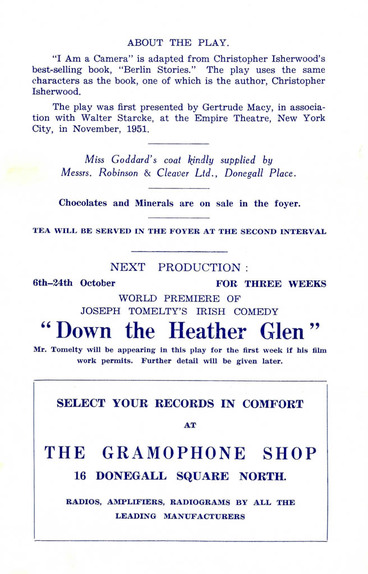 ABOUT THE PLAY.
"I Am a Camera" is adapted from Christopher Isherwood's
best-selling book, "Berlin Stories." The play uses the same
characters as the book, one of which is the author, Christopher
Isherwood.
The play was first presented by Gertrude Macy, in associa-
tion with Walter Starcke, at the Empire Theatre, New York
City, in November, 1951.
Miss Goddard's coat kindly supplied by
Messrs. Robinson & Cleaver Ltd., Donegall Place.
Chocolates and Minerals are on sale in the foyer.
TEA WILL BE SERVED IN THE FOYER AT THE SECOND INTERVAL
NEXT PRODUCTION :
6th–24th October FOR THREE WEEKS
WORLD PREMIERE OF
JOSEPH TOMELTY'S IRISH COMEDY
"Down the Heather Glen"
Mr. Tomelty will be appearing in this play for the first week if his film
work permits. Further detail will be given later.
SELECT YOUR RECORDS IN COMFORT
AT
THE GRAMOPHONE SHOP
16 DONEGALL SQUARE NORTH.
RADIOS, AMPLIFIERS, RADIOGRAMS BY ALL THE
LEADING MANUFACTURERS